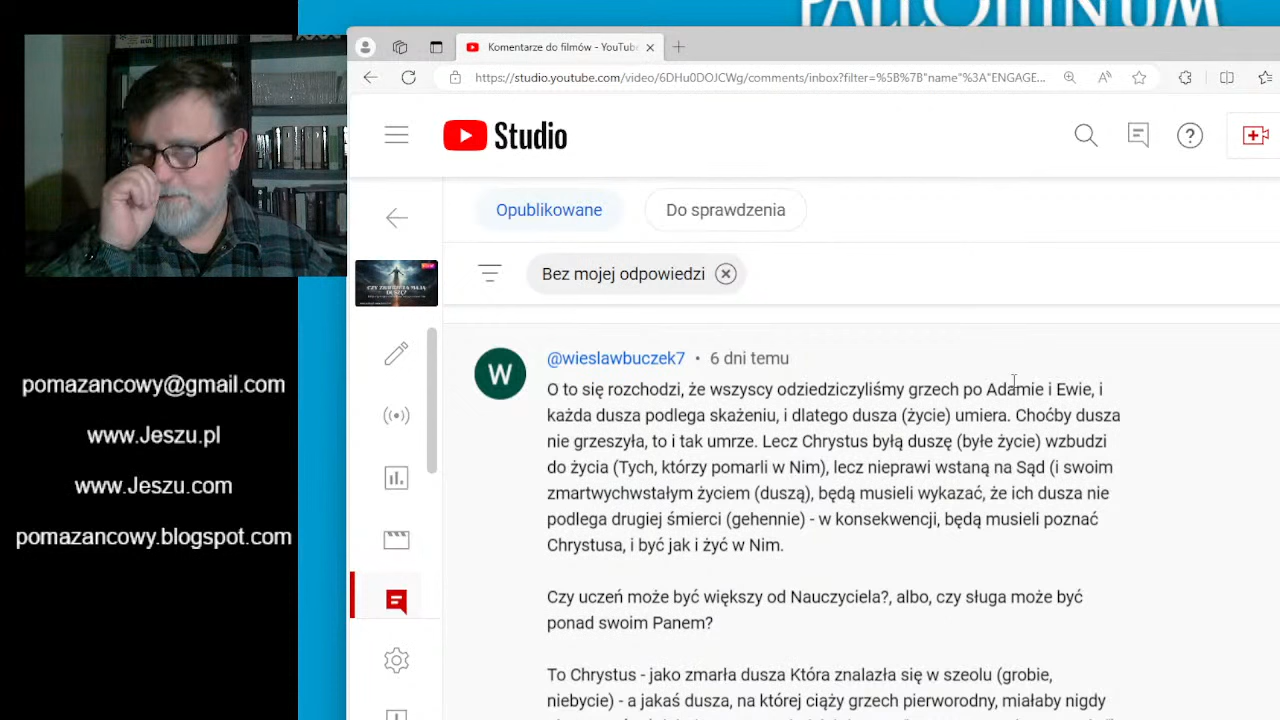 PALLOTTINUM
Komentarze do filmów - YouTube
https://studio.youtube.com/video/6DHu0DOJCWg/comments/inbox?filter=%5B%7B"name"%3A"ENGAGE...
Studio
Opublikowane
Do sprawdzenia
Bez mojej odpowiedzi
CZY ZWIERZĘTA MAJĄ
DUSZĘ?
W
@wieslawbuczek7 • 6 dni temu
O to się rozchodzi, że wszyscy odziedziczyliśmy grzech po Adamie i Ewie, i
każda dusza podlega skażeniu, i dlatego dusza (życie) umiera. Choćby dusza
nie grzeszyła, to i tak umrze. Lecz Chrystus byłą duszę (byłe życie) wzbudzi
do życia (Tych, którzy pomarli w Nim), lecz nieprawi wstaną na Sąd (i swoim
zmartwychwstałym życiem (duszą), będą musieli wykazać, że ich dusza nie
podlega drugiej śmierci (gehennie) - w konsekwencji, będą musieli poznać
Chrystusa, i być jak i żyć w Nim.
Czy uczeń może być większy od Nauczyciela?, albo, czy sługa może być
ponad swoim Panem?
To Chrystus - jako zmarła dusza Która znalazła się w szeolu (grobie,
niebycie) - a jakaś dusza, na której ciąży grzech pierworodny, miałaby nigdy
pomazancowy@gmail.com
www.Jeszu.pl
www.Jeszu.com
pomazancowy.blogspot.com